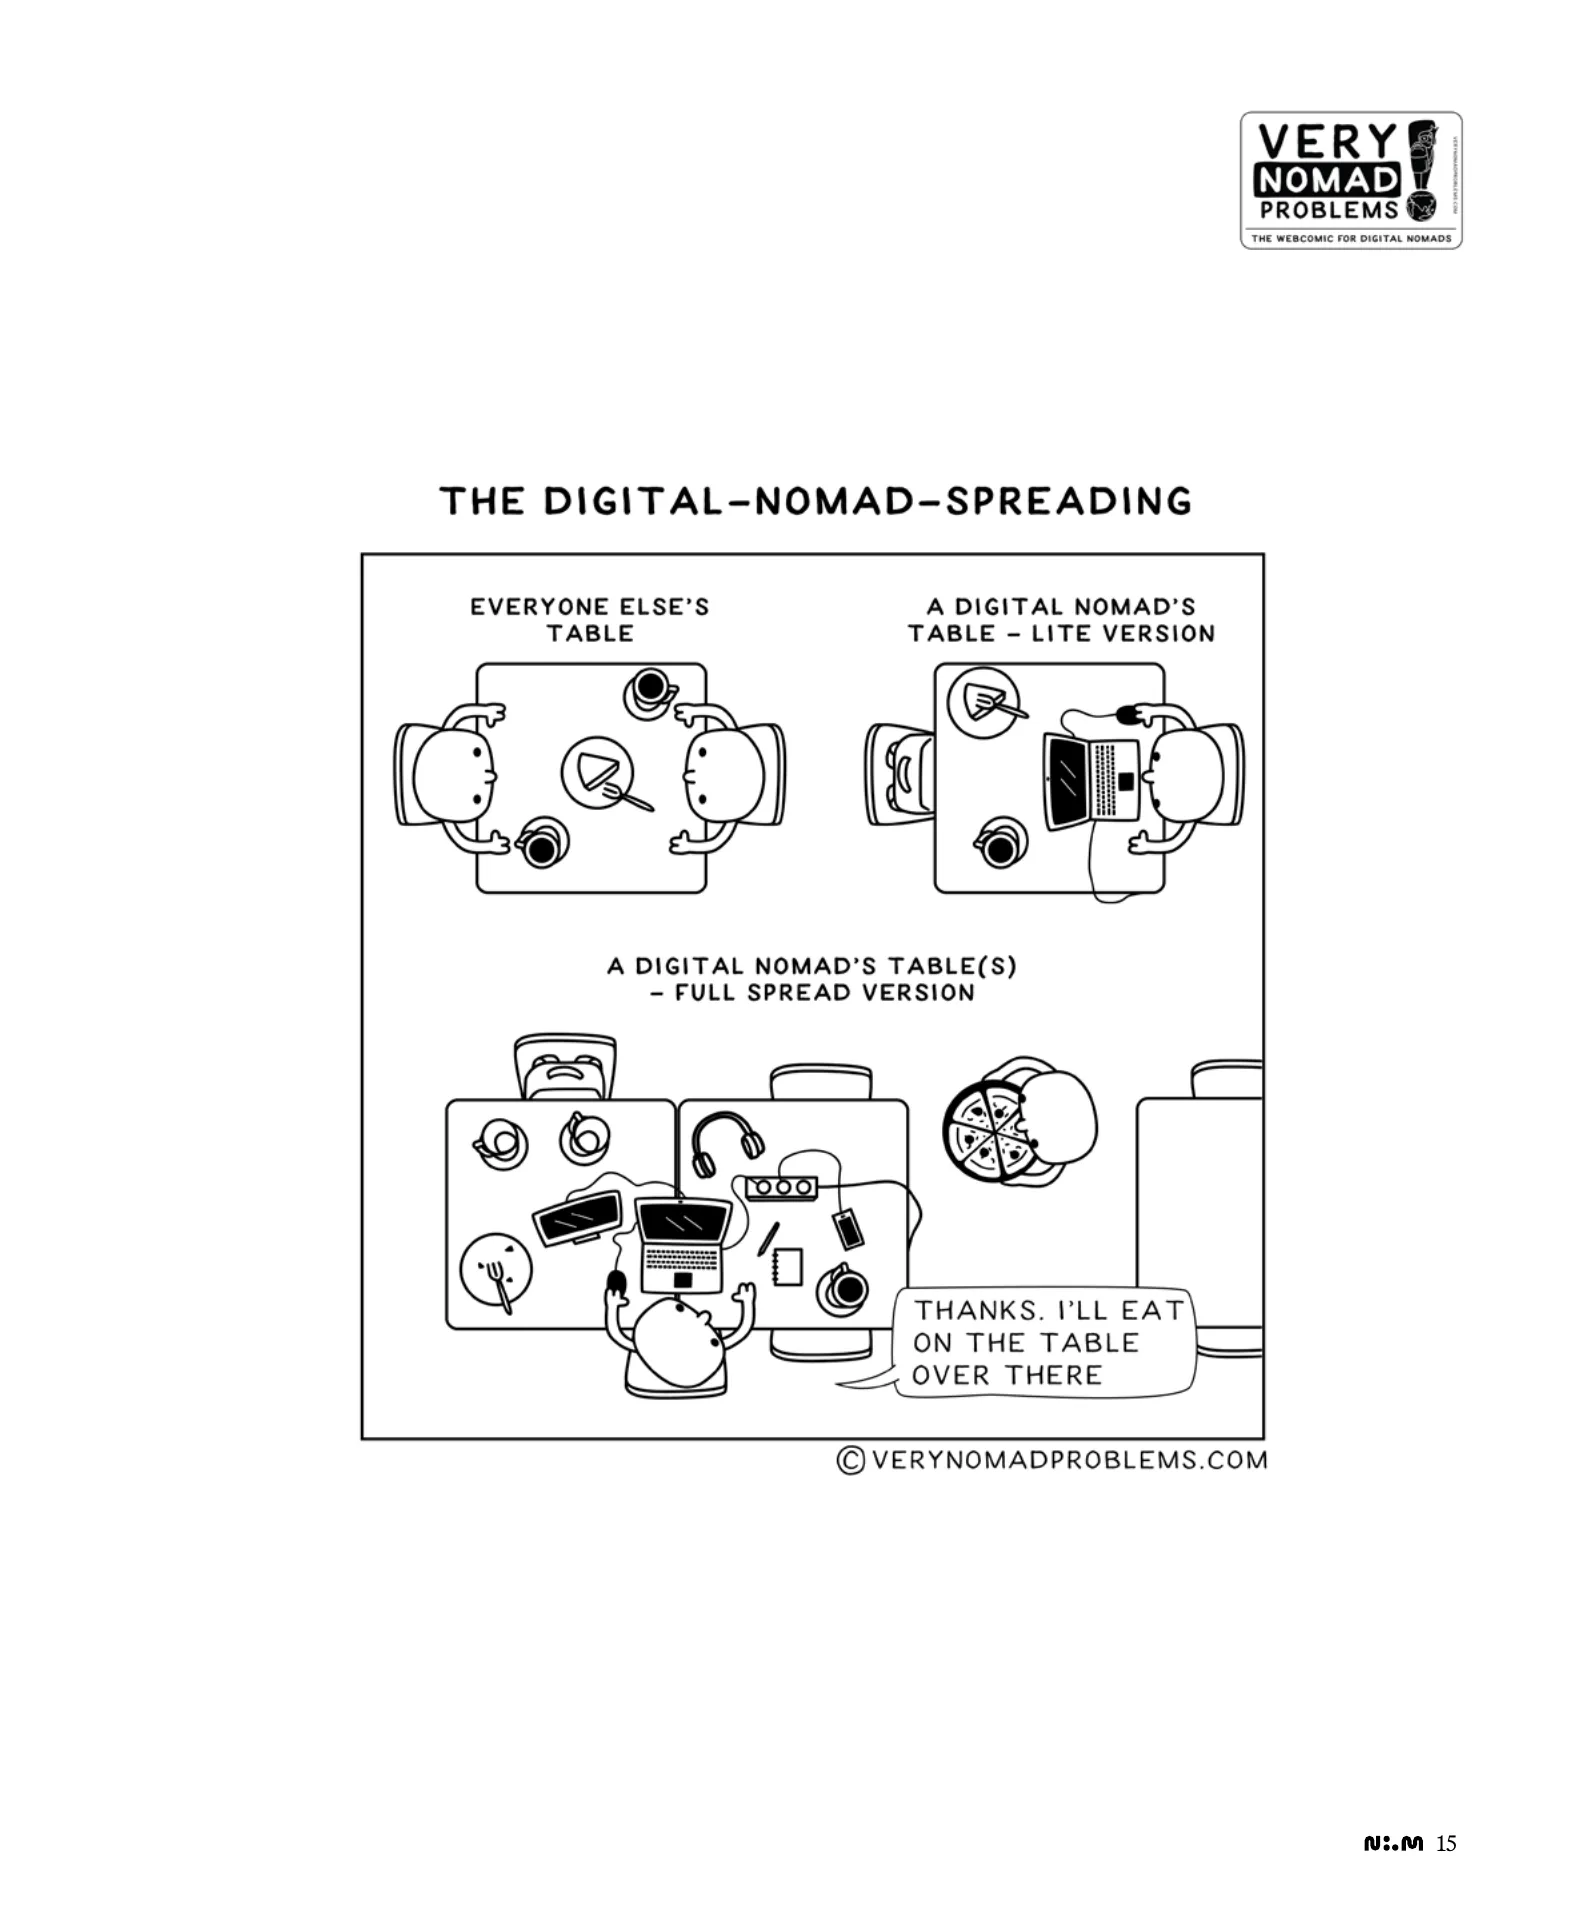 VERY
NOMAD
PROBLEMS
THE WEBCOMIC FOR DIGITAL NOMADS
THE DIGITAL-NOMAD-SPREADING
EVERYONE ELSE'S
TABLE
A DIGITAL NOMAD'S
TABLE - LITE VERSION
A DIGITAL NOMAD'S TABLE(S)
- FULL SPREAD VERSION
THANKS. I'LL EAT
ON THE TABLE
OVER THERE
© VERYNOMADPROBLEMS.COM
N:.M 15